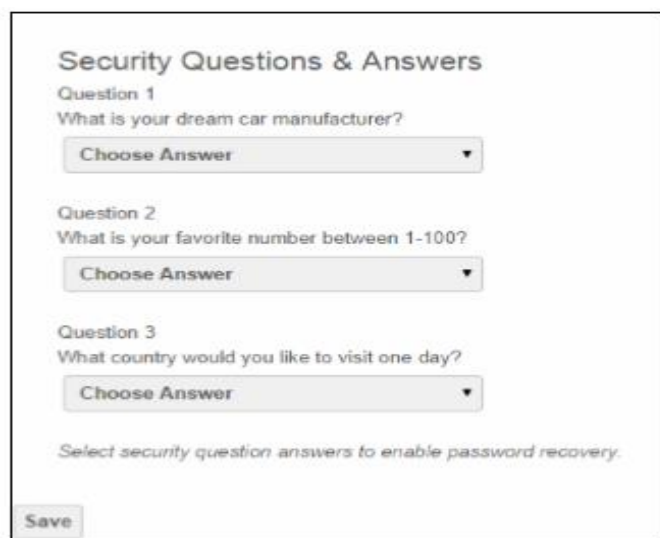 Security Questions & Answers
Question 1
What is your dream car manufacturer?
Choose Answer
Question 2
What is your favorite number between 1-100?
Choose Answer
Question 3
What country would you like to visit one day?
Choose Answer
Select security question answers to enable password recovery.
Save